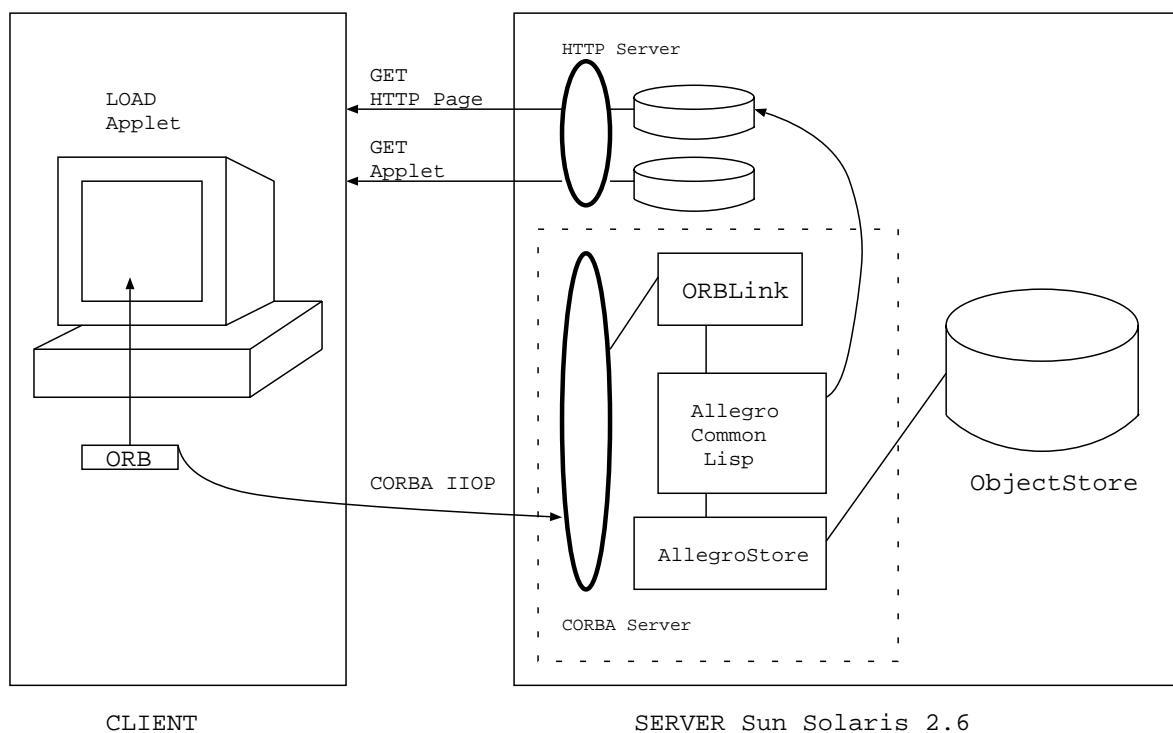 HTTP Server
GET
HTTP Page
LOAD
Applet
GET
Applet
ORBLink
Allegro
Common
Lisp
ORB
CORBA IIOP
ObjectStore
AllegroStore
CORBA Server
CLIENT
SERVER Sun Solaris 2.6